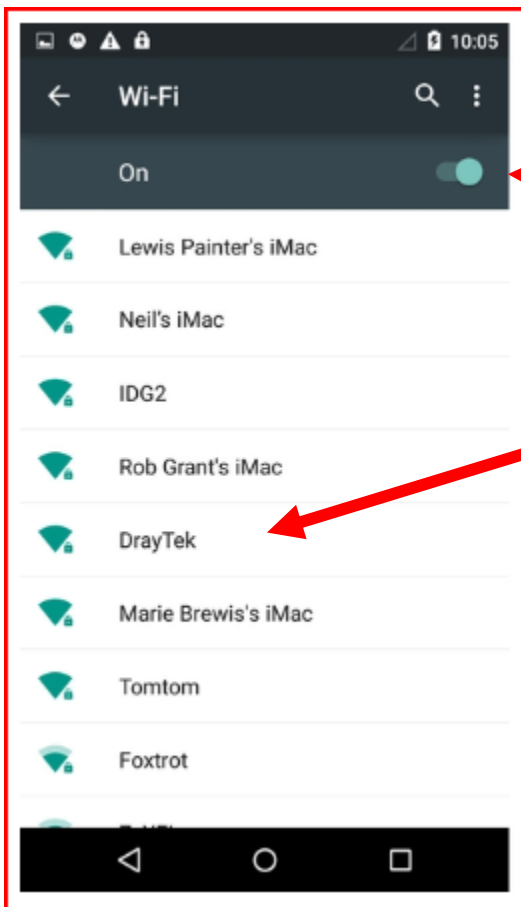 10:05
Wi-Fi
On
Lewis Painter's iMac
Neil's iMac
IDG2
Rob Grant's iMac
DrayTek
Marie Brewis's iMac
Tomtom
Foxtrot